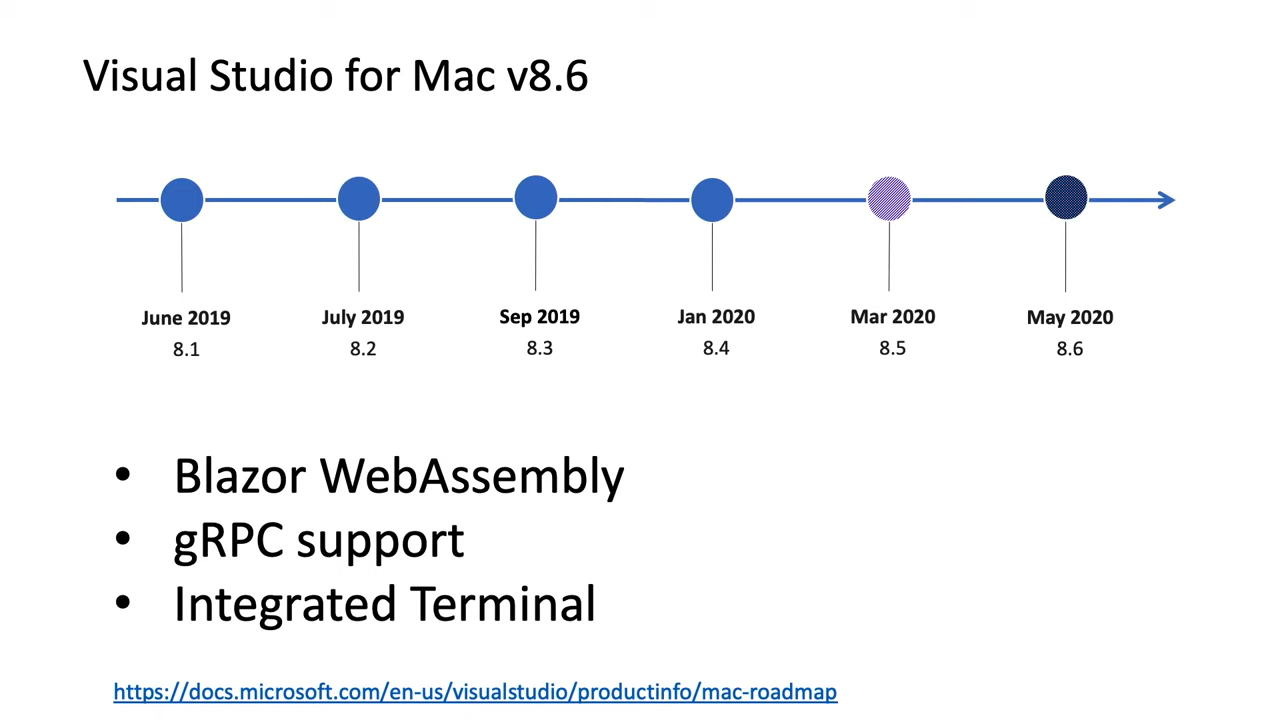 Visual Studio for Mac v8.6
June 2019
July 2019
Sep 2019
Jan 2020
Mar 2020
May 2020
8.1
8.2
8.3
8.4
8.5
8.6
• Blazor WebAssembly
• gRPC support
• Integrated Terminal
https://docs.microsoft.com/en-us/visualstudio/productinfo/mac-roadmap